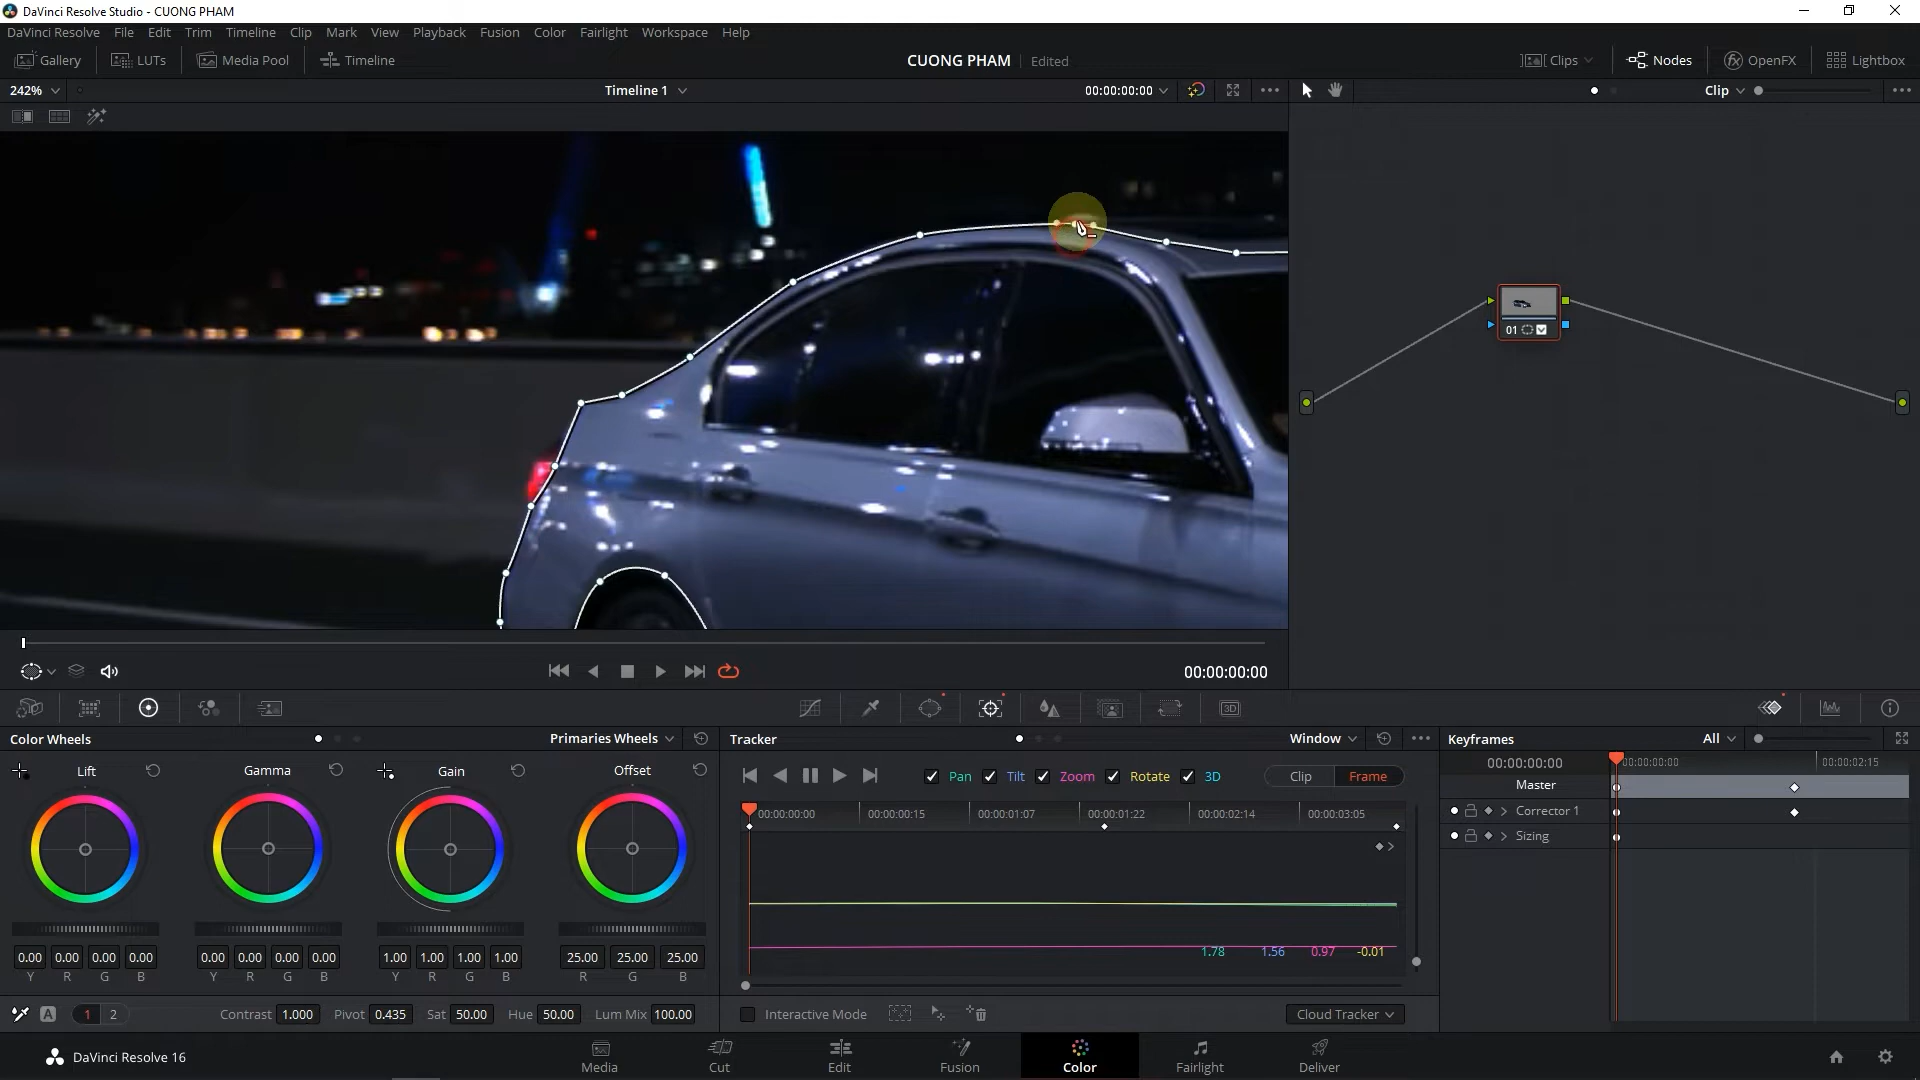 DaVinci Resolve Studio - CUONG PHAM
DaVinci Resolve File Edit Trim Timeline Clip Mark View Playback Fusion Color Fairlight Workspace Help
Gallery LUTs Media Pool Timeline CUONG PHAM Edited Clips Nodes OpenFX Lightbox
242% Timeline 1 00:00:00:00 Clip
01
00:00:00:00
Color Wheels Primaries Wheels Tracker Window Keyframes All
Lift Gamma Gain Offset
Pan Tilt Zoom Rotate 3D Clip Frame
00:00:00:00 00:00:00:00 00:00:02:15
Master
00:00:00:00 00:00:00:15 00:00:01:07 00:00:01:22 00:00:02:14 00:00:03:05
Corrector 1
Sizing
1.78 1.56 0.97 -0.01
0.00 0.00 0.00 0.00 0.00 0.00 0.00 0.00 1.00 1.00 1.00 1.00 25.00 25.00 25.00
Y R G B Y R G B Y R G B R G B
A 1 2 Contrast 1.000 Pivot 0.435 Sat 50.00 Hue 50.00 Lum Mix 100.00
Interactive Mode Cloud Tracker
DaVinci Resolve 16
Media Cut Edit Fusion Color Fairlight Deliver